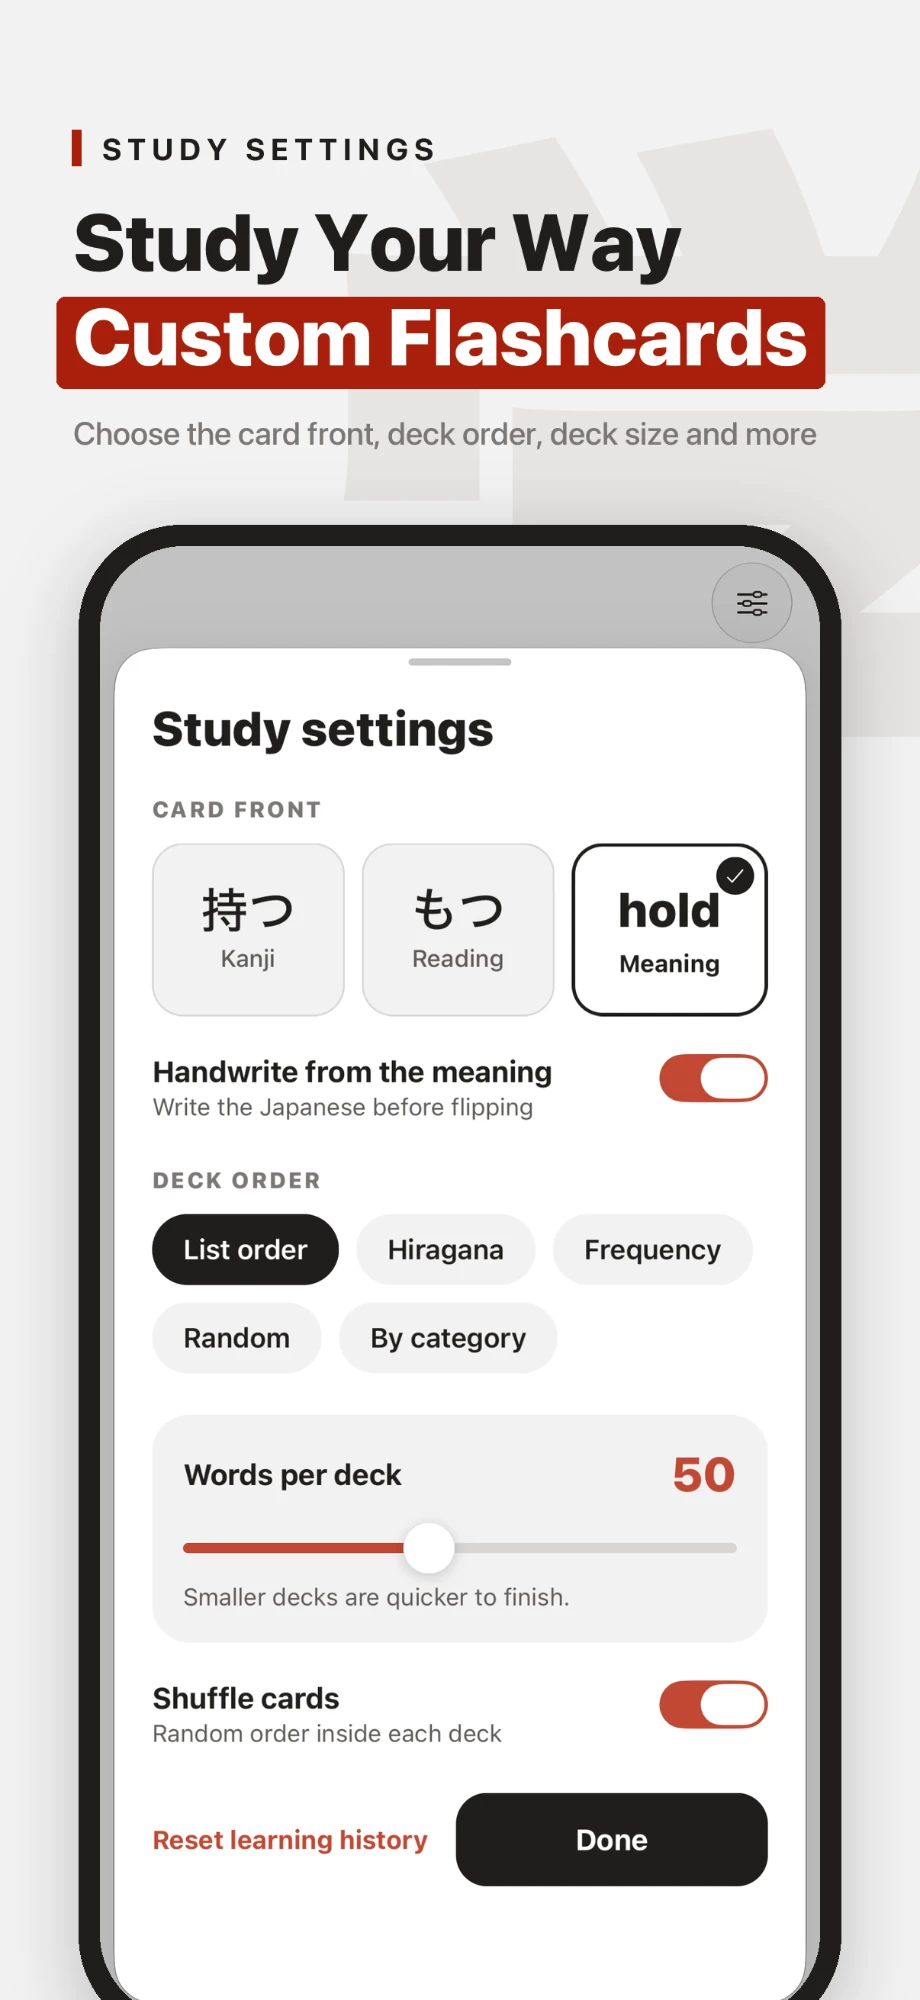 STUDY SETTINGS
Study Your Way
Custom Flashcards
Choose the card front, deck order, deck size and more
Study settings
CARD FRONT
持つ
Kanji
もつ
Reading
hold
Meaning
Handwrite from the meaning
Write the Japanese before flipping
DECK ORDER
List order
Hiragana
Frequency
Random
By category
Words per deck
50
Smaller decks are quicker to finish.
Shuffle cards
Random order inside each deck
Reset learning history
Done